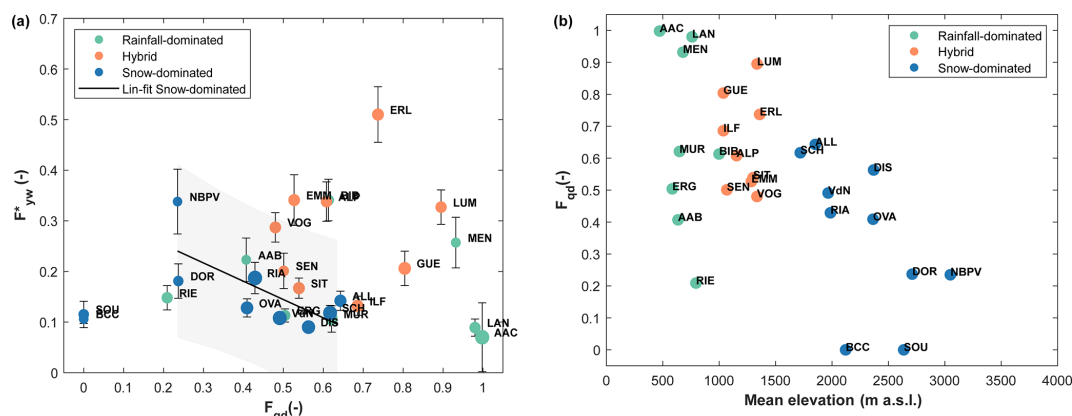 (a)
Rainfall-dominated
Hybrid
Snow-dominated
Lin-fit Snow-dominated
0.7
0.6
0.5
0.4
0.3
0.2
0.1
0
F*yw (-)
ERL
NBPV
EMM
BIB
ALP
LUM
VOG
MEN
AAB
RIA
SEN
GUE
DOR
SIT
RIE
ALL
ILF
OVA
ERG
SCH
VdN
MUR
DIS
SOU
BCC
LAN
AAC
0
0.1
0.2
0.3
0.4
0.5
0.6
0.7
0.8
0.9
1
Fqd(-)
(b)
Rainfall-dominated
Hybrid
Snow-dominated
1
0.9
0.8
0.7
0.6
0.5
0.4
0.3
0.2
0.1
0
Fqd(-)
AAC
LAN
MEN
LUM
GUE
ERL
ILF
ALL
MUR
BIB
ALP
SCH
DIS
SIT
EMM
ERG
SEN
VOG
VdN
RIA
AAB
OVA
RIE
DOR
NBPV
BCC
SOU
0
500
1000
1500
2000
2500
3000
3500
4000
Mean elevation (m a.s.l.)